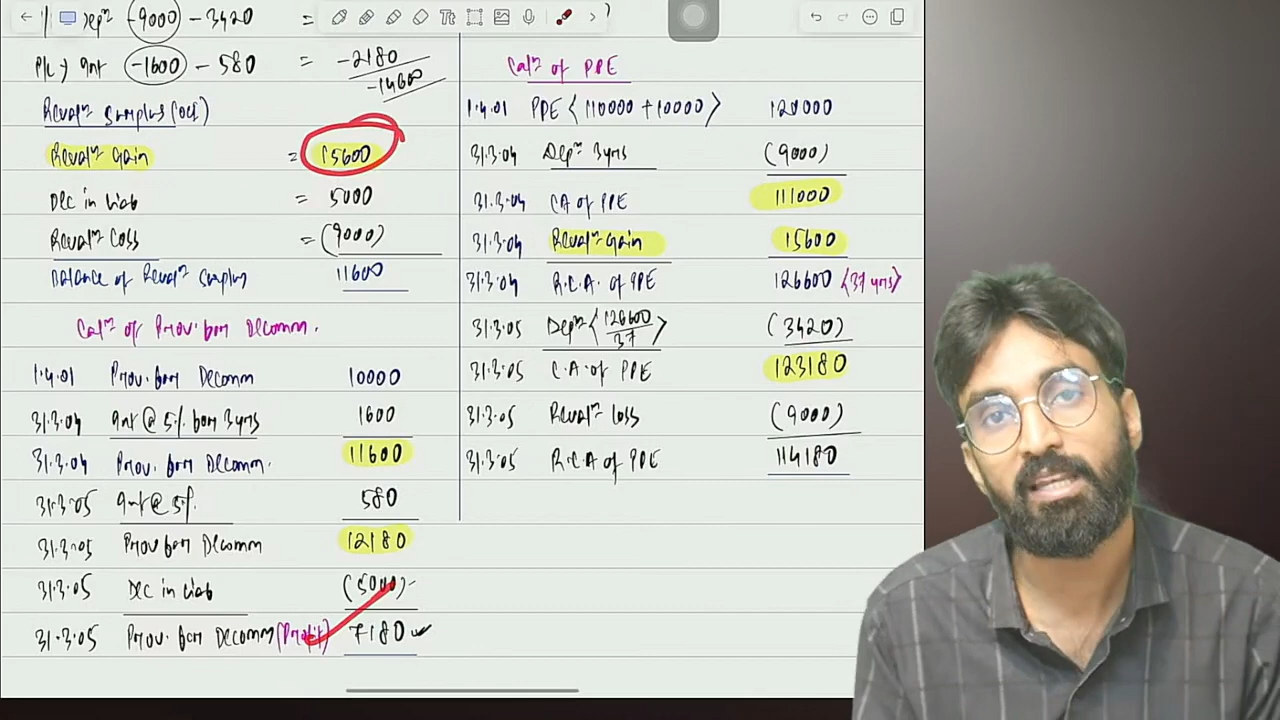 Depn -9000 - 3420 =
P/L → Int -1600 - 580 = -2180
-14600
Revaln Surplus (OCI)
Revaln Gain = 15600
Dec in Liab = 5000
Revaln Loss = (9000)
Balance of Revaln Surplus 11600
Caln of Prov. for Decomm.
1.4.01 Prov. for Decomm 10000
31.3.04 Int @ 5% for 3 yrs 1600
31.3.04 Prov. for Decomm. 11600
31.3.05 Int @ 5%. 580
31.3.05 Prov for Decomm 12180
31.3.05 Dec in Liab (5000)
31.3.05 Prov. for Decomm (Profit) 7180
Caln of PPE
1.4.01 PPE <110000 + 10000> 120000
31.3.04 Depn 3yrs (9000)
31.3.04 CA of PPE 111000
31.3.04 Revaln Gain 15600
31.3.04 R.C.A. of PPE 126600 <37 yrs>
31.3.05 Depn <126600/37> (3420)
31.3.05 C.A. of PPE 123180
31.3.05 Revaln Loss (9000)
31.3.05 R.C.A of PPE 114180